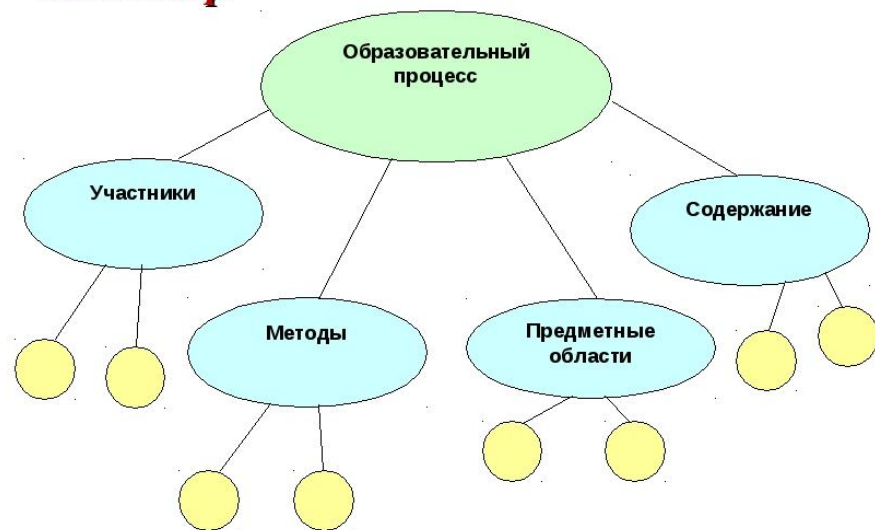 Образовательный
процесс
Участники
Содержание
Методы
Предметные
области